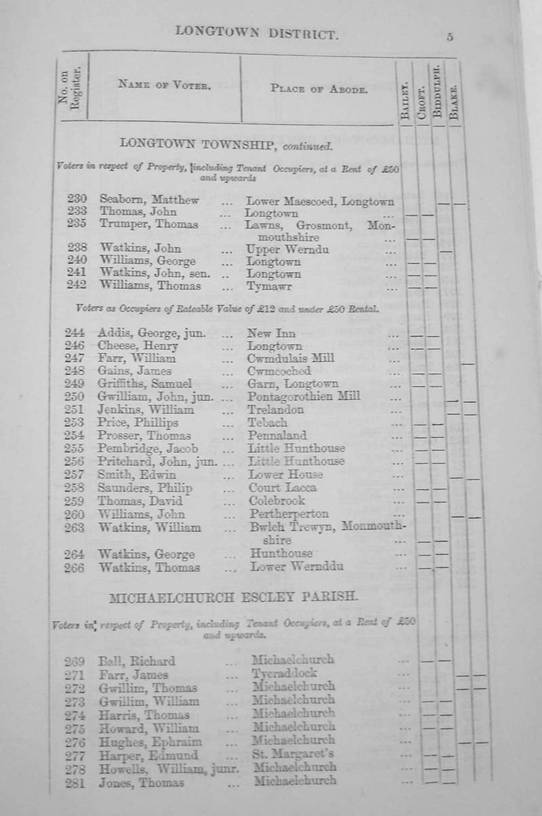 LONGTOWN DISTRICT. 5
No. on Register. NAME OF VOTER. PLACE OF ABODE. BAILEY. CROFT. BIDDULPH. BLAKE.
LONGTOWN TOWNSHIP, continued.
Voters in respect of Property, including Tenant Occupiers, at a Rent of £50
and upwards
230 Seaborn, Matthew ... Lower Maescoed, Longtown — —
233 Thomas, John ... Longtown ... — —
235 Trumper, Thomas ... Lawns, Grosmont, Mon-
mouthshire ... — —
238 Watkins, John ... Upper Werndu ... —
240 Williams, George ... Longtown ... — —
241 Watkins, John, sen. .. Longtown ... — —
242 Williams, Thomas ... Tymawr ... — —
Voters as Occupiers of Rateable Value of £12 and under £50 Rental.
244 Addis, George, jun. ... New Inn ... — —
246 Cheese, Henry ... Longtown ... — —
247 Farr, William ... Cwmdulais Mill ... — —
248 Gains, James ... Cwmcoched ... —
249 Griffiths, Samuel ... Garn, Longtown ... — —
250 Gwilliam, John, jun. ... Pontagorothien Mill ... — —
251 Jenkins, William ... Trelandon ... — —
253 Price, Phillips ... Tebach ... —
254 Prosser, Thomas ... Pennaland ... — —
255 Pembridge, Jacob ... Little Hunthouse ... — —
256 Pritchard, John, jun. ... Little Hunthouse ... — —
257 Smith, Edwin ... Lower House ... — —
258 Saunders, Philip ... Court Lacca ... —
259 Thomas, David ... Colebrook ... — —
260 Williams, John ... Pertherperton ... — —
263 Watkins, William ... Bwlch Trewyn, Monmouth-
shire ... — —
264 Watkins, George ... Hunthouse ... — —
266 Watkins, Thomas ... Lower Wernddu ... — —
MICHAELCHURCH ESCLEY PARISH.
Voters in respect of Property, including Tenant Occupiers, at a Rent of £50
and upwards.
269 Ball, Richard ... Michaelchurch ... — —
271 Farr, James ... Tycraddock ... — —
272 Gwillim, Thomas ... Michaelchurch ... — —
273 Gwillim, William ... Michaelchurch ... — —
274 Harris, Thomas ... Michaelchurch ... — —
275 Howard, William ... Michaelchurch ... — —
276 Hughes, Ephraim ... Michaelchurch ... — —
277 Harper, Edmund ... St. Margaret's ... — —
278 Howells, William, junr. Michaelchurch ... — —
281 Jones, Thomas ... Michaelchurch ... — —